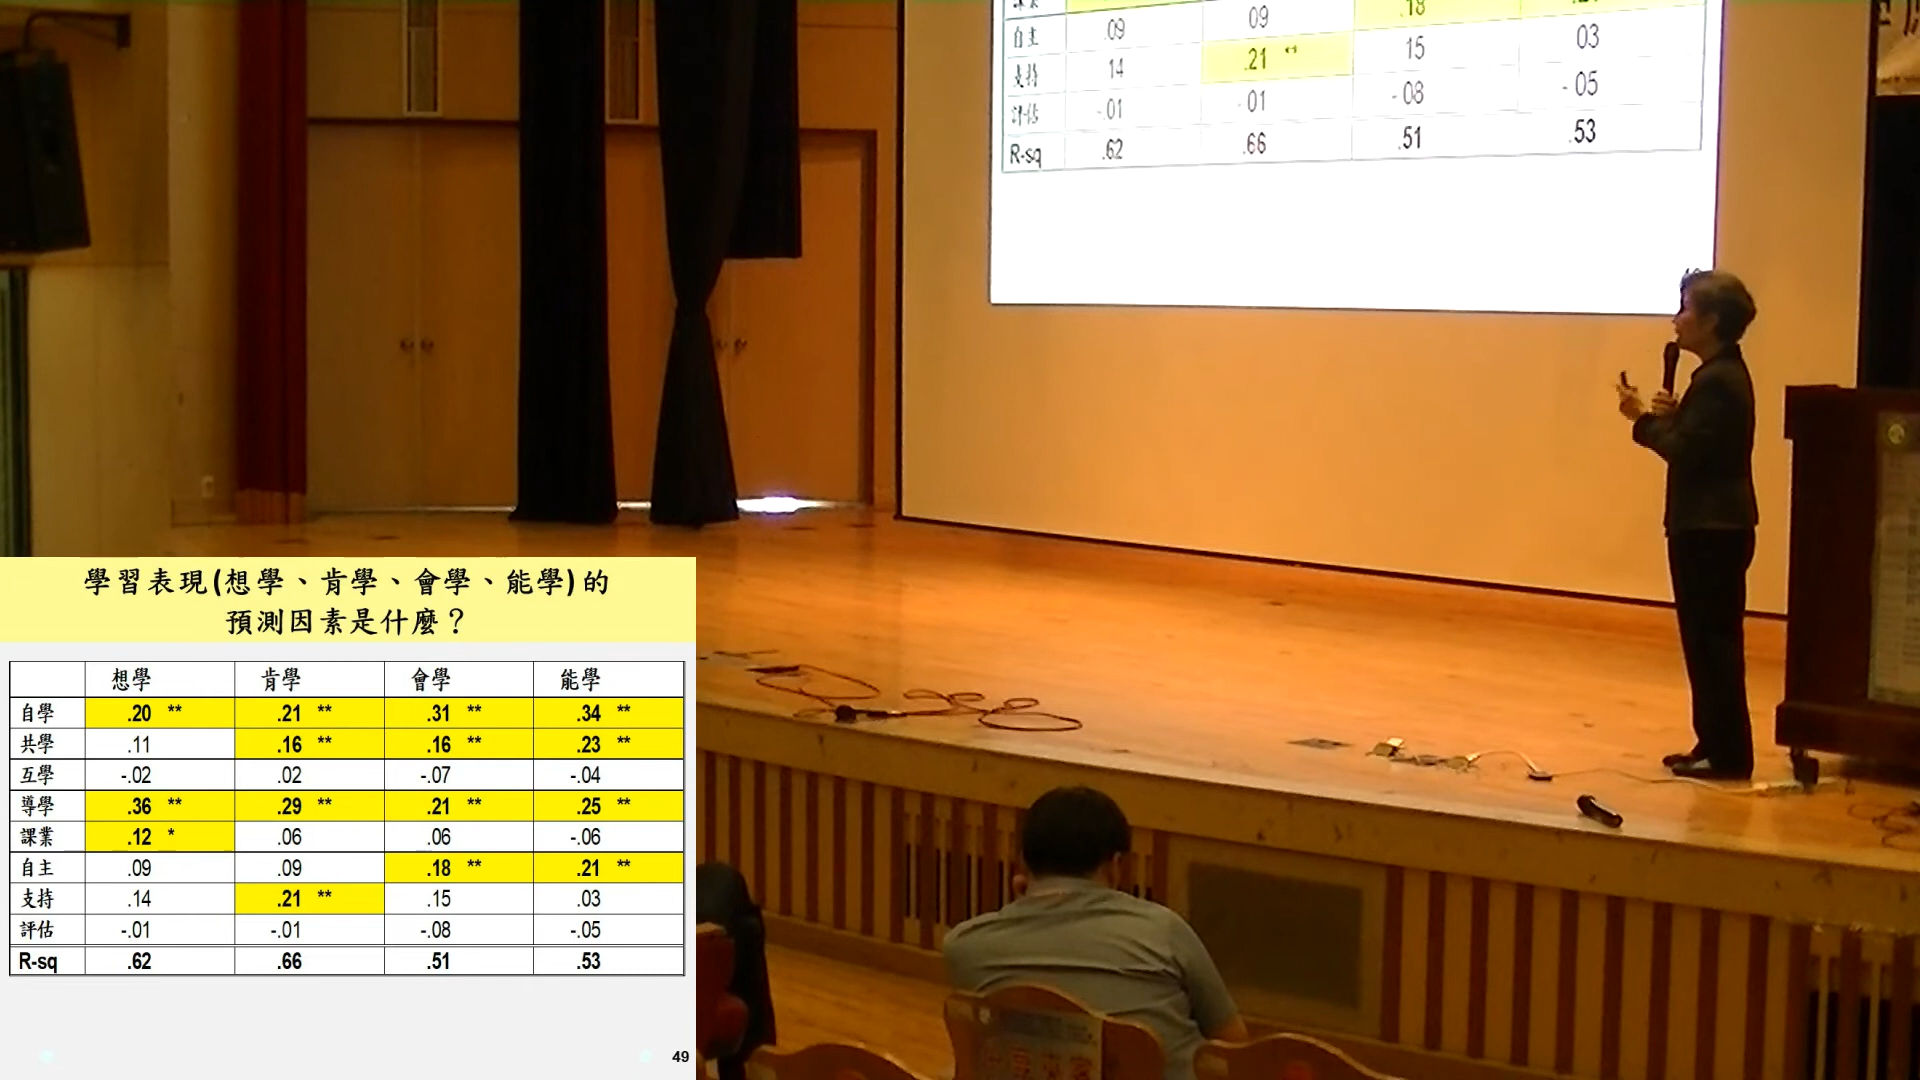 .18
自主 .09 09
支持 14 .21 ** 15 03
評估 -.01 -01 -08 -05
R-sq .62 .66 .51 .53
學習表現(想學、肯學、會學、能學)的
預測因素是什麼？
想學 肯學 會學 能學
自學 .20 ** .21 ** .31 ** .34 **
共學 .11 .16 ** .16 ** .23 **
互學 -.02 .02 -.07 -.04
導學 .36 ** .29 ** .21 ** .25 **
課業 .12 * .06 .06 -.06
自主 .09 .09 .18 ** .21 **
支持 .14 .21 ** .15 .03
評估 -.01 -.01 -.08 -.05
R-sq .62 .66 .51 .53
49